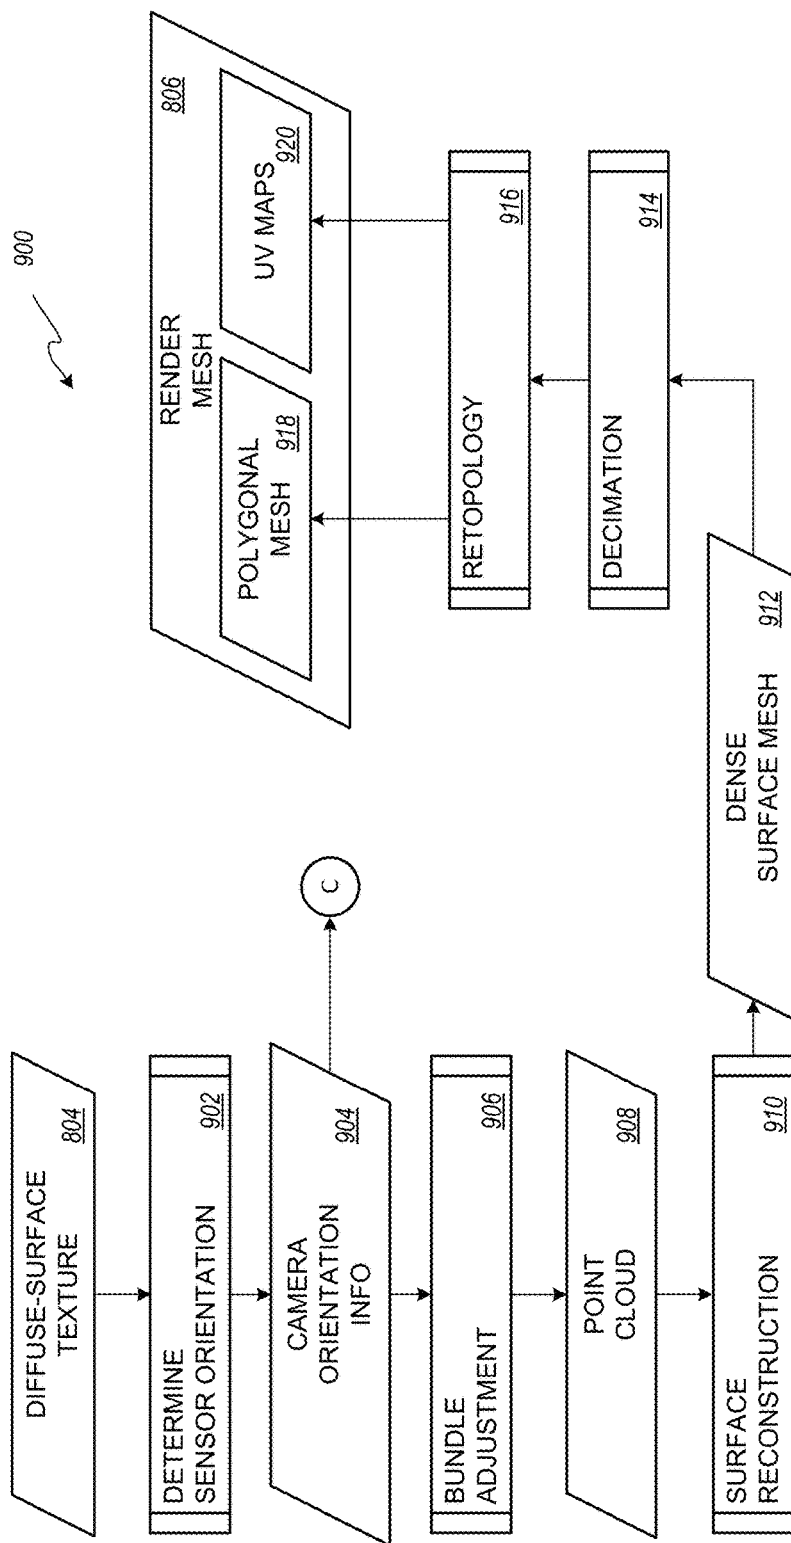 900
DIFFUSE-SURFACE
TEXTURE
804
DETERMINE
SENSOR ORIENTATION
902
CAMERA
ORIENTATION
INFO
904
C
BUNDLE
ADJUSTMENT
906
POINT
CLOUD
908
SURFACE
RECONSTRUCTION
910
DENSE
SURFACE MESH
912
DECIMATION
914
RETOPOLOGY
916
RENDER
MESH
806
POLYGONAL
MESH
918
UV MAPS
920